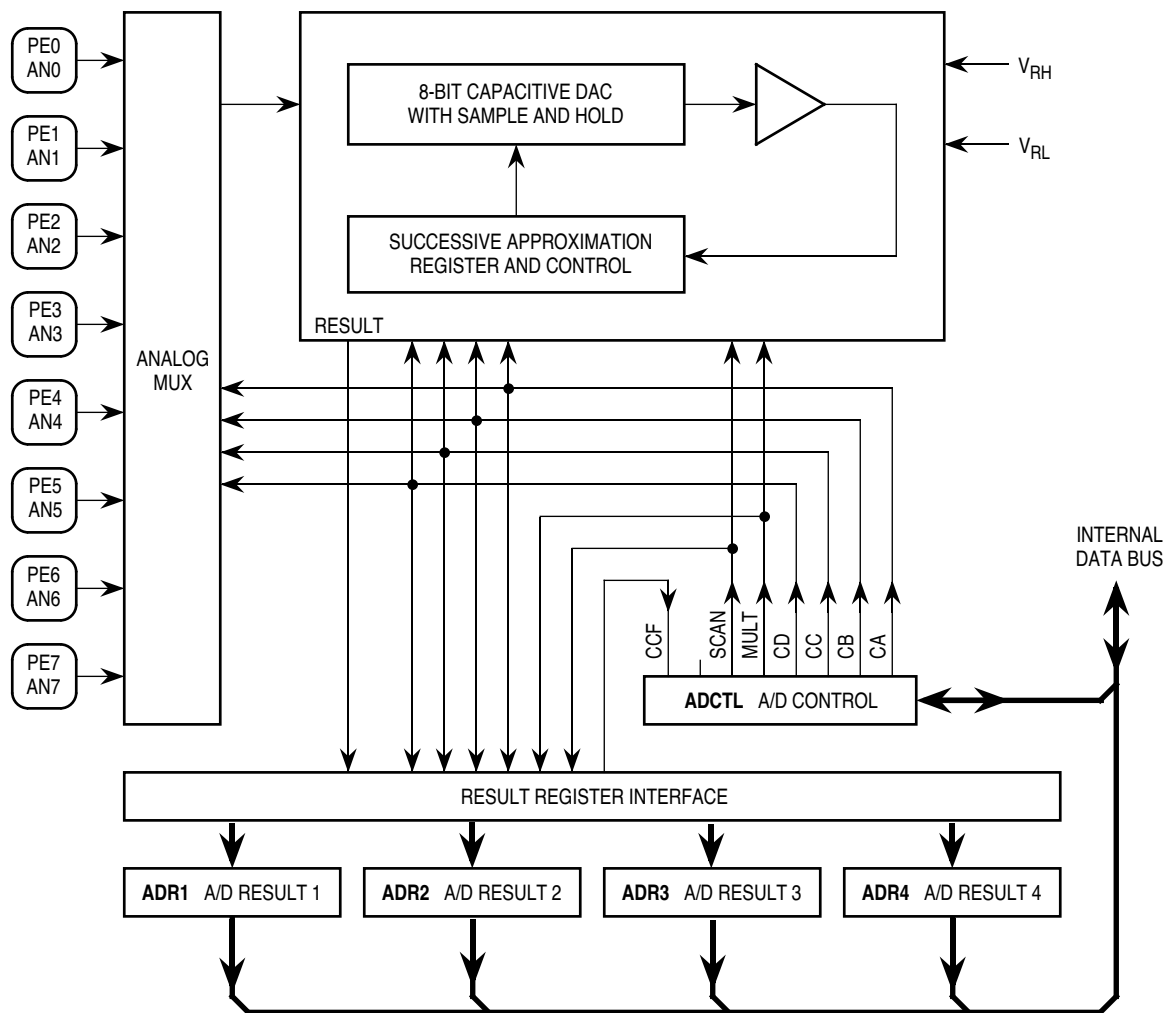 PE0
AN0
PE1
AN1
PE2
AN2
PE3
AN3
PE4
AN4
PE5
AN5
PE6
AN6
PE7
AN7
ANALOG
MUX
8-BIT CAPACITIVE DAC
WITH SAMPLE AND HOLD
SUCCESSIVE APPROXIMATION
REGISTER AND CONTROL
RESULT
VRH
VRL
INTERNAL
DATA BUS
CCF
SCAN
MULT
CD
CC
CB
CA
ADCTL A/D CONTROL
RESULT REGISTER INTERFACE
ADR1 A/D RESULT 1
ADR2 A/D RESULT 2
ADR3 A/D RESULT 3
ADR4 A/D RESULT 4